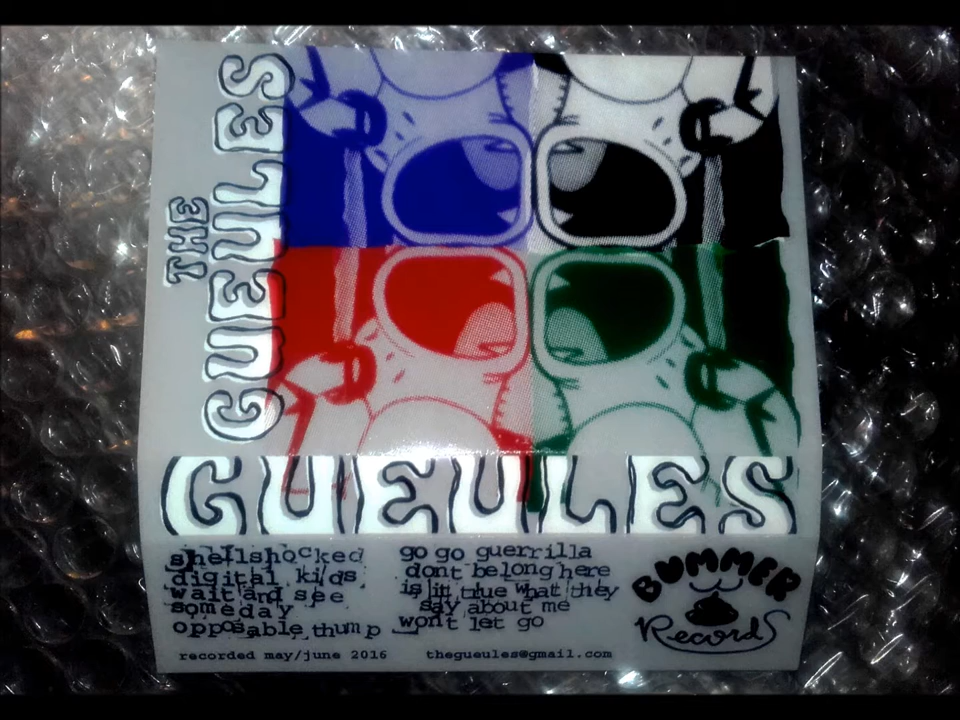 THE
GUEULES
GUEULES
shellshocked
digital kids
wait and see
someday
opposable thump
go go guerrilla
dont belong here
is it true what they
say about me
won't let go
BUMMER
Records
recorded may/june 2016
thegueules@gmail.com